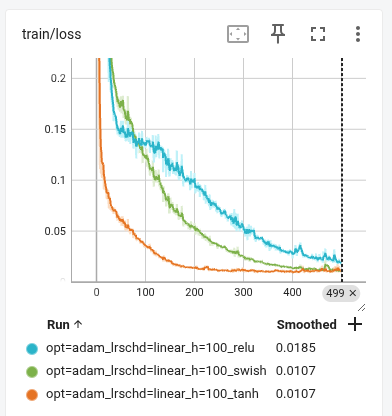 train/loss
0.2
0.15
0.1
0.05
0 100 200 300 400 499 ×
Run ↑ Smoothed
opt=adam_lrschd=linear_h=100_relu 0.0185
opt=adam_lrschd=linear_h=100_swish 0.0107
opt=adam_lrschd=linear_h=100_tanh 0.0107